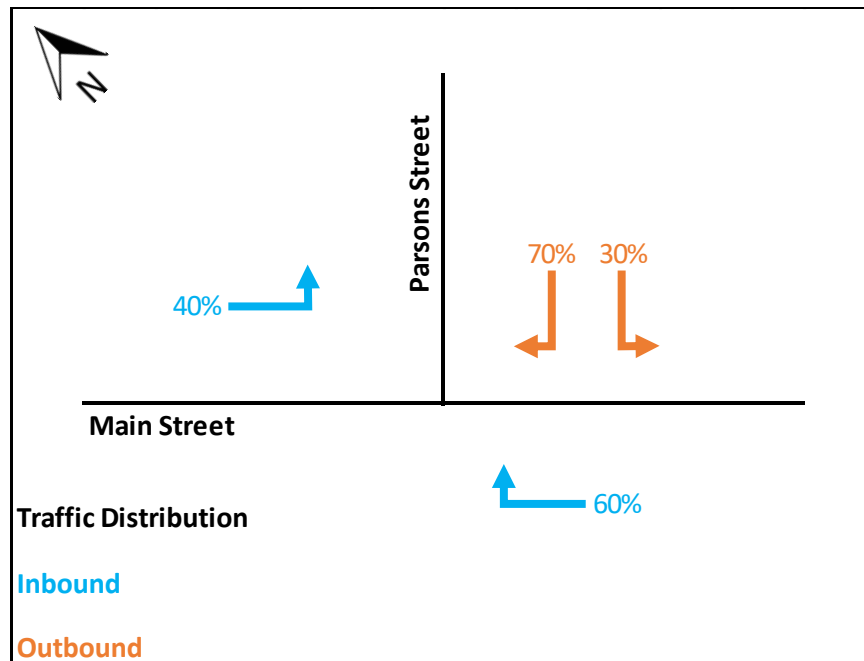 N
Parsons Street
70% 30%
40%
Main Street
60%
Traffic Distribution
Inbound
Outbound